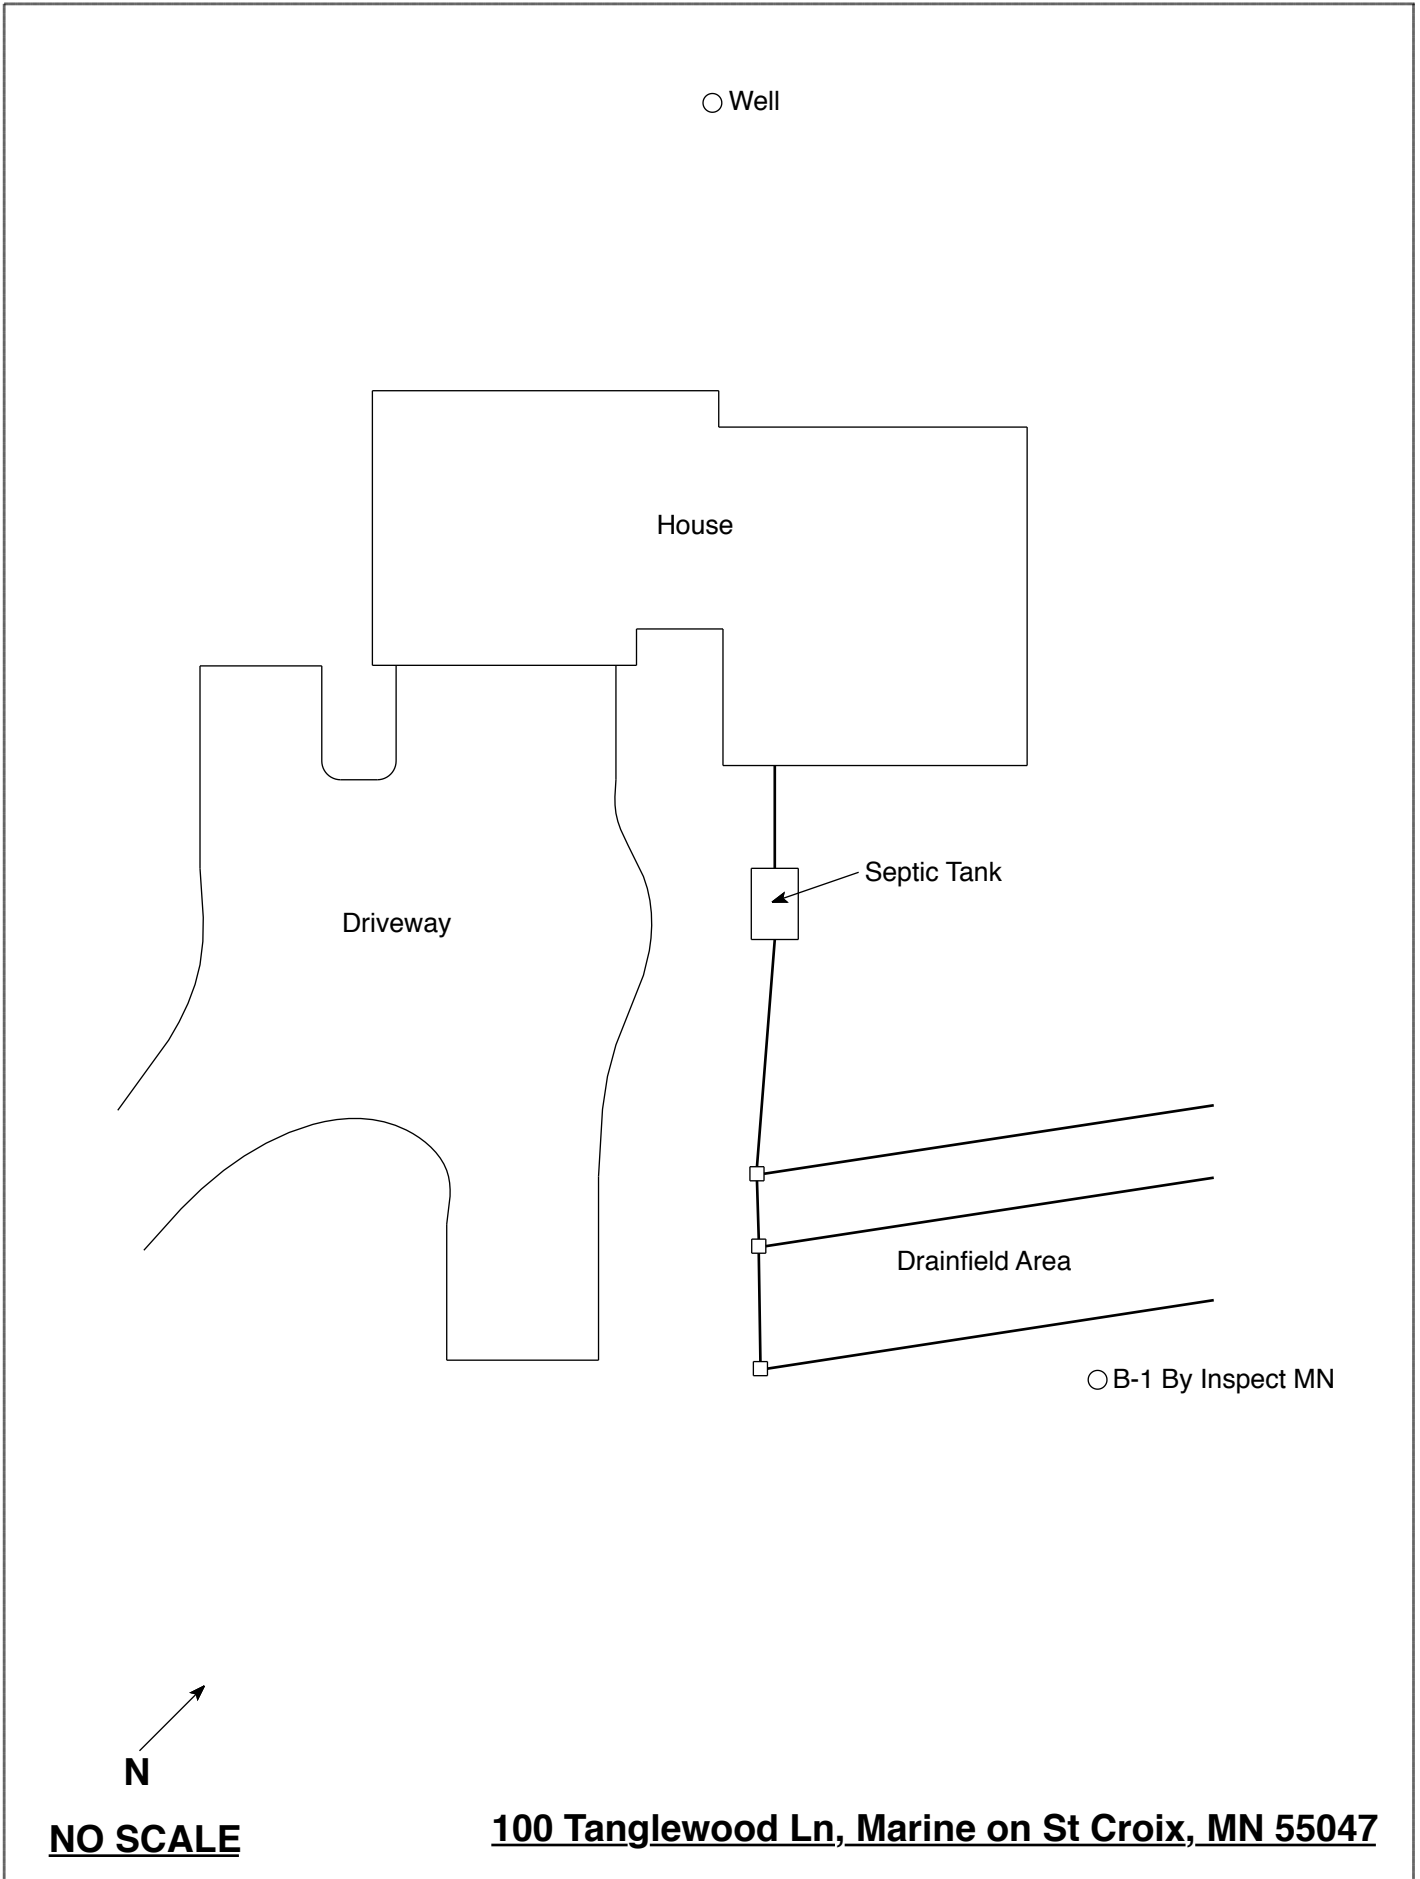 Well
House
Septic Tank
Driveway
Drainfield Area
B-1 By Inspect MN
N
NO SCALE
100 Tanglewood Ln, Marine on St Croix, MN 55047